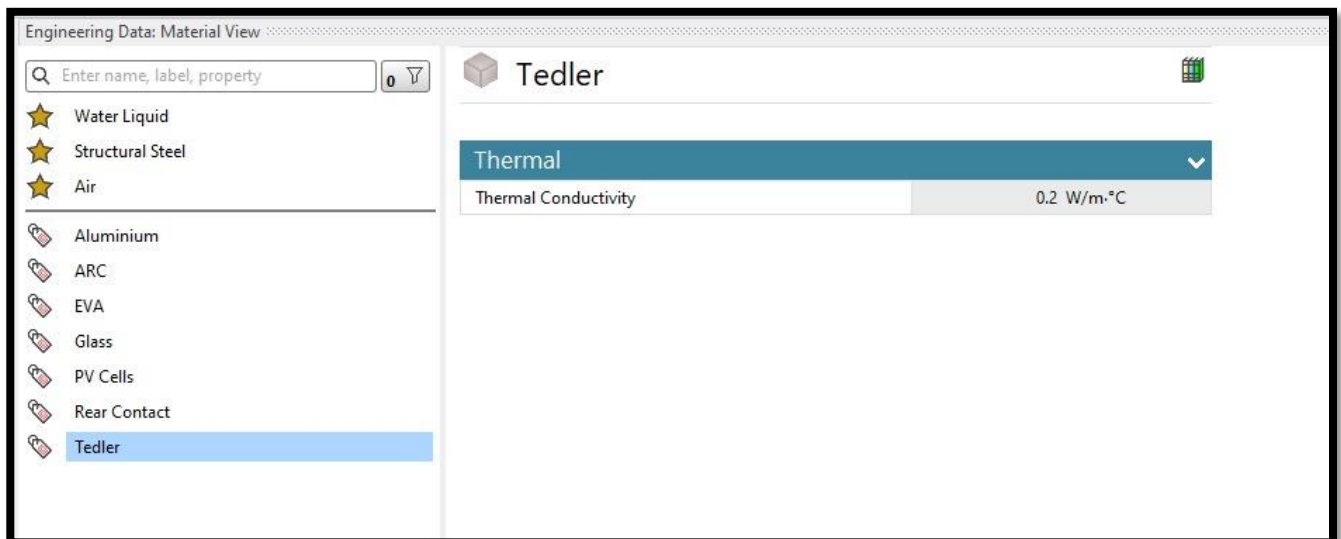 Engineering Data: Material View
Enter name, label, property
0
Water Liquid
Structural Steel
Air
Aluminium
ARC
EVA
Glass
PV Cells
Rear Contact
Tedler
Tedler
Thermal
Thermal Conductivity 0.2 W/m·°C